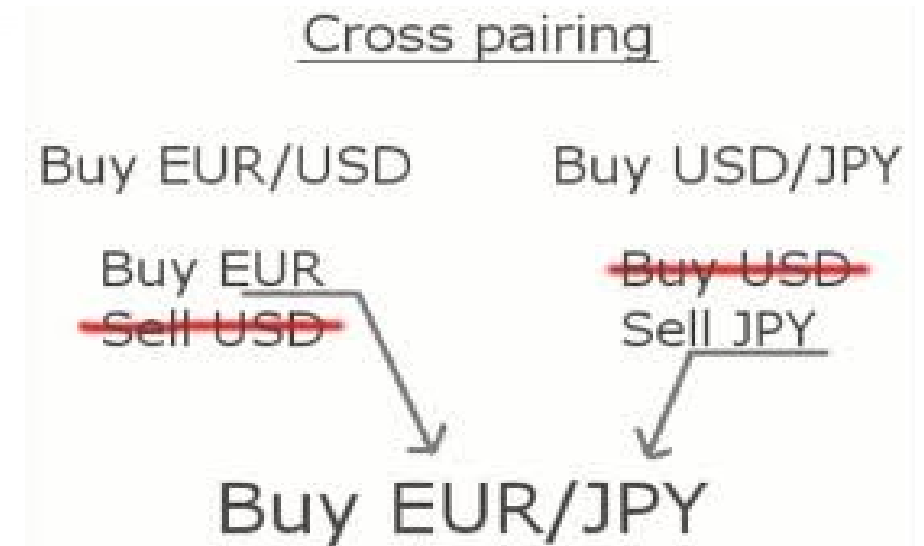 Cross pairing
Buy EUR/USD
Buy USD/JPY
Buy EUR
Sell USD
Buy USD
Sell JPY
Buy EUR/JPY